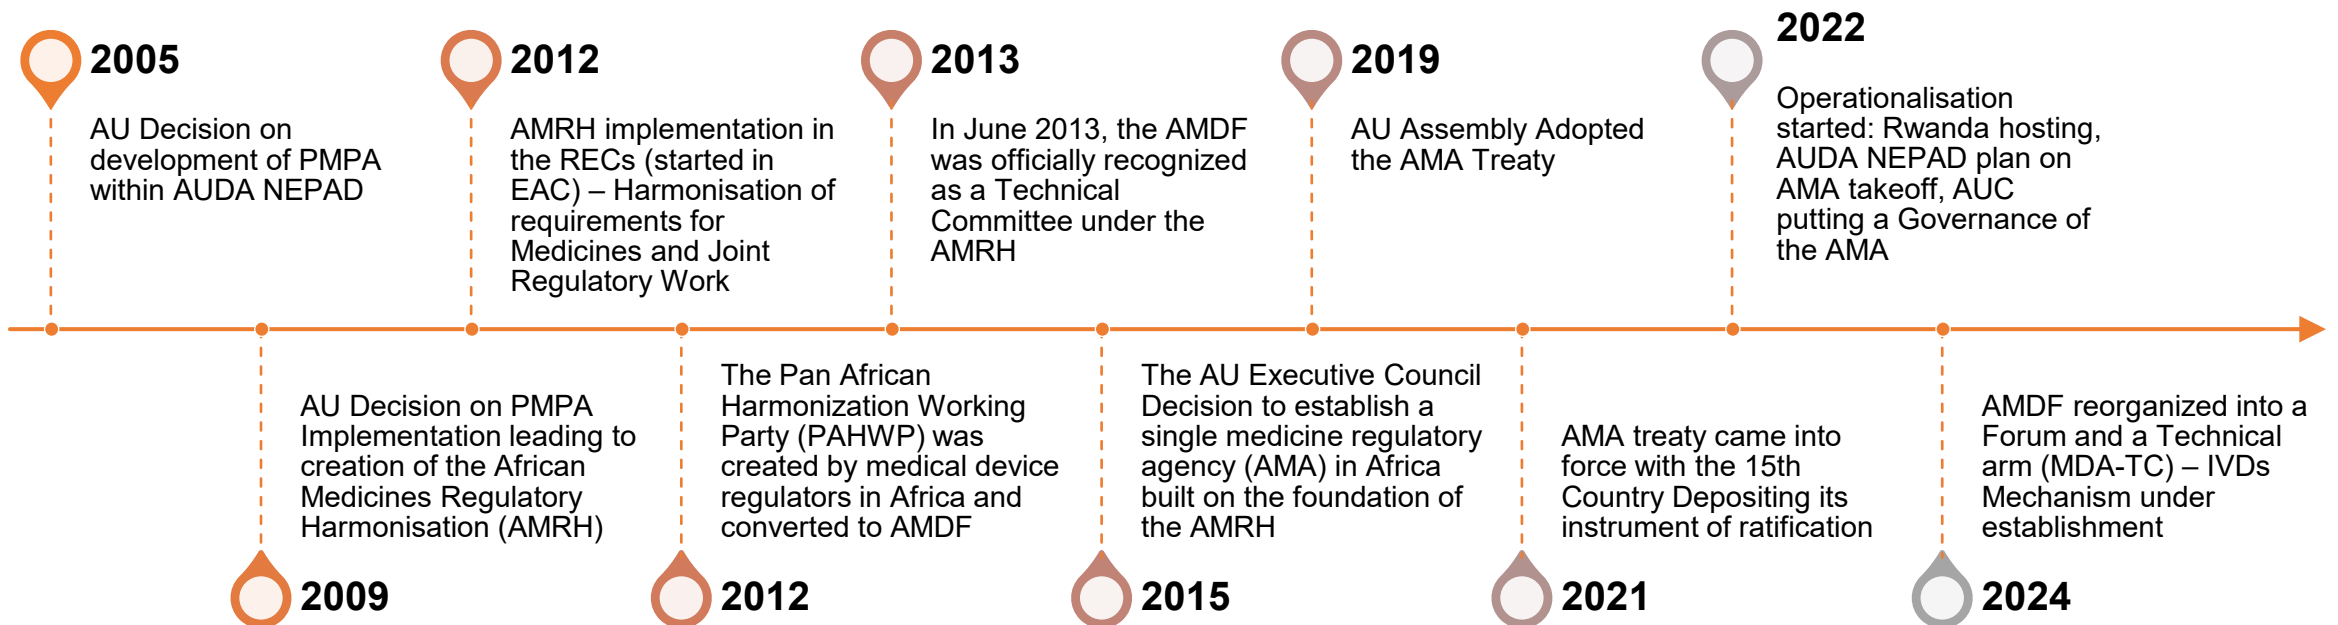 2005
AU Decision on
development of PMPA
within AUDA NEPAD
2009
AU Decision on PMPA
Implementation leading to
creation of the African
Medicines Regulatory
Harmonisation (AMRH)
2012
AMRH implementation in
the RECs (started in
EAC) – Harmonisation of
requirements for
Medicines and Joint
Regulatory Work
2012
The Pan African
Harmonization Working
Party (PAHWP) was
created by medical device
regulators in Africa and
converted to AMDF
2013
In June 2013, the AMDF
was officially recognized
as a Technical
Committee under the
AMRH
2015
The AU Executive Council
Decision to establish a
single medicine regulatory
agency (AMA) in Africa
built on the foundation of
the AMRH
2019
AU Assembly Adopted
the AMA Treaty
2021
AMA treaty came into
force with the 15th
Country Depositing its
instrument of ratification
2022
Operationalisation
started: Rwanda hosting,
AUDA NEPAD plan on
AMA takeoff, AUC
putting a Governance of
the AMA
2024
AMDF reorganized into a
Forum and a Technical
arm (MDA-TC) – IVDs
Mechanism under
establishment